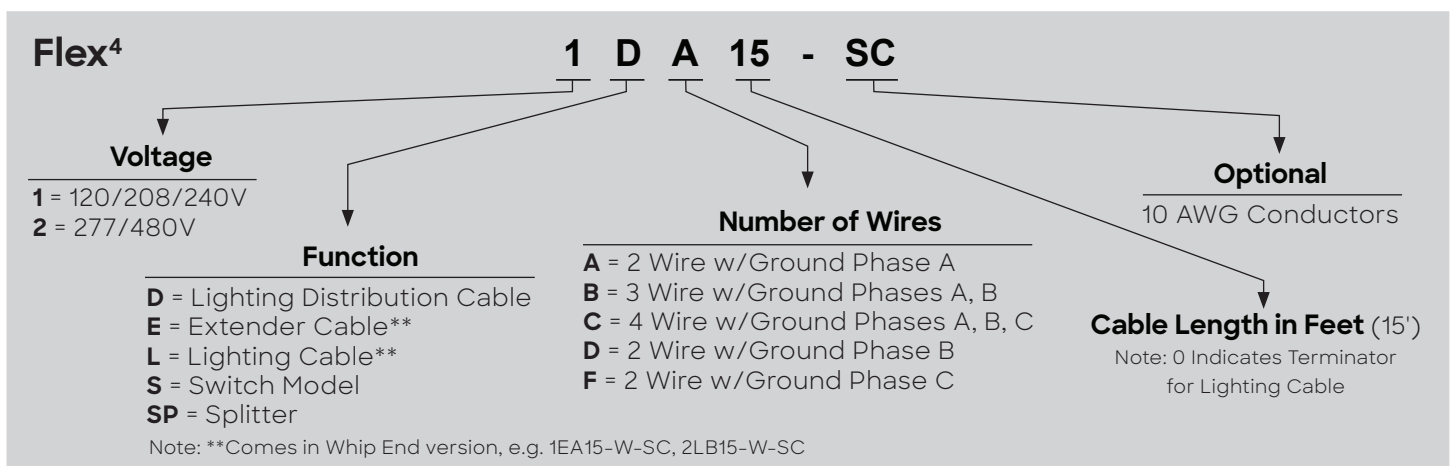 Flex⁴
1 D A 15 - SC
Voltage
1 = 120/208/240V
2 = 277/480V
Function
D = Lighting Distribution Cable
E = Extender Cable**
L = Lighting Cable**
S = Switch Model
SP = Splitter
Note: **Comes in Whip End version, e.g. 1EA15-W-SC, 2LB15-W-SC
Number of Wires
A = 2 Wire w/Ground Phase A
B = 3 Wire w/Ground Phases A, B
C = 4 Wire w/Ground Phases A, B, C
D = 2 Wire w/Ground Phase B
F = 2 Wire w/Ground Phase C
Optional
10 AWG Conductors
Cable Length in Feet (15')
Note: 0 Indicates Terminator
for Lighting Cable